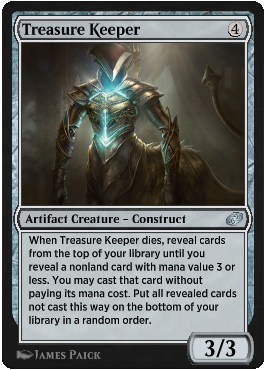 Treasure Keeper 4
Artifact Creature – Construct
When Treasure Keeper dies, reveal cards
from the top of your library until you
reveal a nonland card with mana value 3 or
less. You may cast that card without
paying its mana cost. Put all revealed cards
not cast this way on the bottom of your
library in a random order.
3/3
James Paick